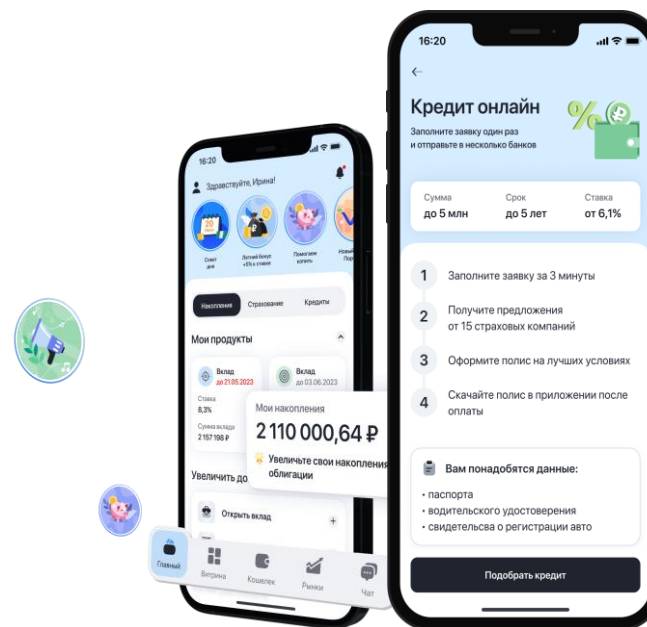 16:20
Здравствуйте, Ирина!
20
Совет
дня
Летний бонус
+5% к ставке
Помогаем
копить
Новый
Накопления
Страхование
Кредиты
Мои продукты
Вклад
до 21.05.2023
Ставка
8,3%
Сумма вклада
2 157 198 ₽
Вклад
до 03.06.2023
Мои накопления
2 110 000,64 ₽
Увеличьте свои накопления
облигации
Увеличить до
Открыть вклад
Главный
Витрина
Кошелек
Рынки
Чат
16:20
Кредит онлайн
Заполните заявку один раз
и отправьте в несколько банков
Сумма
до 5 млн
Срок
до 5 лет
Ставка
от 6,1%
1 Заполните заявку за 3 минуты
2 Получите предложения
от 15 страховых компаний
3 Оформите полис на лучших условиях
4 Скачайте полис в приложении после
оплаты
Вам понадобятся данные:
• паспорта
• водительского удостоверения
• свидетельсва о регистрации авто
Подобрать кредит